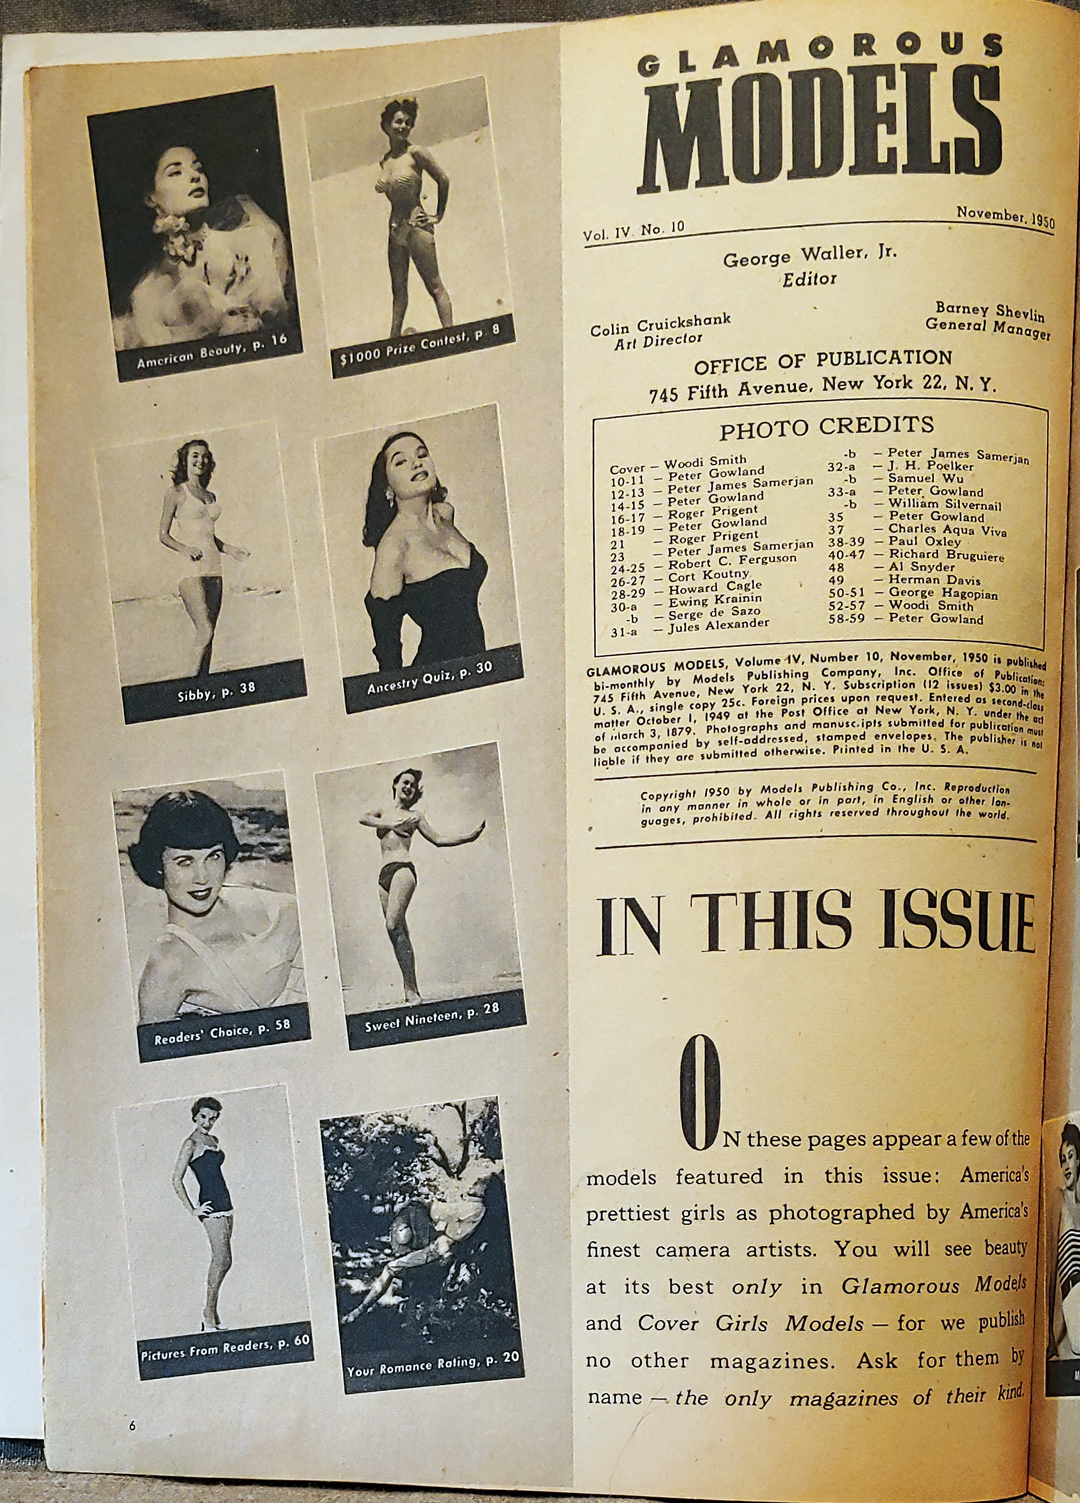 American Beauty, p. 16
$1000 Prize Contest, p. 8
Sibby, p. 38
Ancestry Quiz, p. 30
Readers' Choice, p. 58
Sweet Nineteen, p. 28
Pictures From Readers, p. 60
Your Romance Rating, p. 20
6
GLAMOROUS
MODELS
Vol. IV. No. 10
November, 1950
George Waller, Jr.
Editor
Colin Cruickshank
Art Director
Barney Shevlin
General Manager
OFFICE OF PUBLICATION
745 Fifth Avenue, New York 22, N. Y.
PHOTO CREDITS
Cover — Woodi Smith
10-11 — Peter Gowland
12-13 — Peter James Samerjan
14-15 — Peter Gowland
16-17 — Roger Prigent
18-19 — Peter Gowland
21 — Roger Prigent
23 — Peter James Samerjan
24-25 — Robert C. Ferguson
26-27 — Cort Koutny
28-29 — Howard Cagle
30-a — Ewing Krainin
-b — Serge de Sazo
31-a — Jules Alexander
-b — Peter James Samerjan
32-a — J. H. Poelker
-b — Samuel Wu
33-a — Peter Gowland
-b — William Silvernail
35 — Peter Gowland
37 — Charles Aqua Viva
38-39 — Paul Oxley
40-47 — Richard Bruguiere
48 — Al Snyder
49 — Herman Davis
50-51 — George Hagopian
52-57 — Woodi Smith
58-59 — Peter Gowland
GLAMOROUS MODELS, Volume IV, Number 10, November, 1950 is published
bi-monthly by Models Publishing Company, Inc. Office of Publication:
745 Fifth Avenue, New York 22, N. Y. Subscription (12 issues) $3.00 in the
U. S. A., single copy 25c. Foreign prices upon request. Entered as second-class
matter October 1, 1949 at the Post Office at New York, N. Y. under the act
of March 3, 1879. Photographs and manuscripts submitted for publication must
be accompanied by self-addressed, stamped envelopes. The publisher is not
liable if they are submitted otherwise. Printed in the U. S. A.
Copyright 1950 by Models Publishing Co., Inc. Reproduction
in any manner in whole or in part, in English or other lan-
guages, prohibited. All rights reserved throughout the world.
IN THIS ISSUE
ON these pages appear a few of the
models featured in this issue: America's
prettiest girls as photographed by America's
finest camera artists. You will see beauty
at its best only in Glamorous Models
and Cover Girls Models — for we publish
no other magazines. Ask for them by
name — the only magazines of their kind.